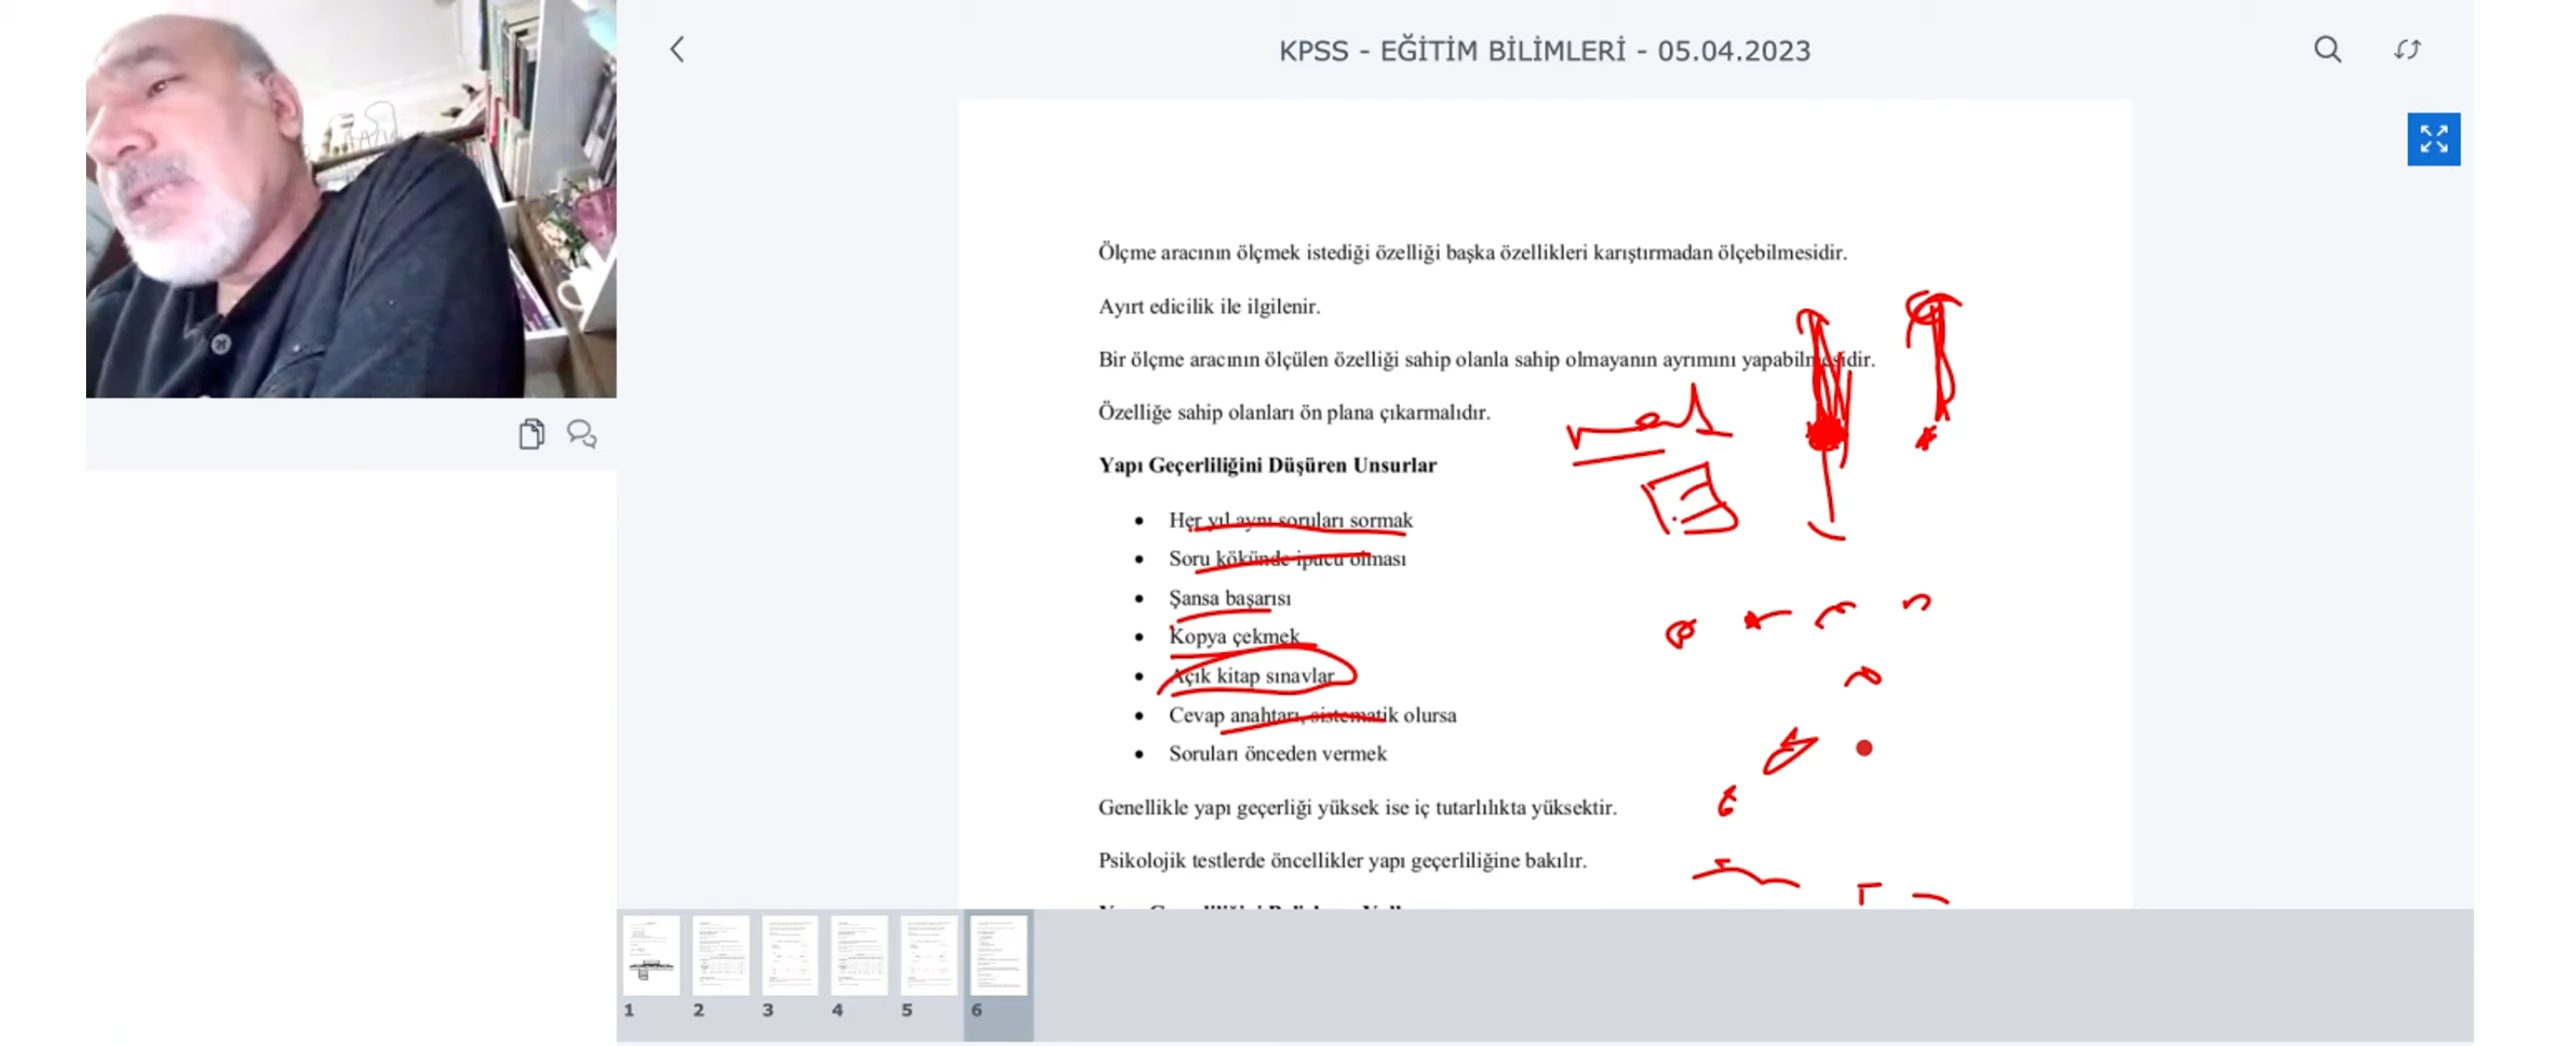 KPSS - EĞİTİM BİLİMLERİ - 05.04.2023
Ölçme aracının ölçmek istediği özelliği başka özellikleri karıştırmadan ölçebilmesidir.
Ayırt edicilik ile ilgilenir.
Bir ölçme aracının ölçülen özelliği sahip olanla sahip olmayanın ayrımını yapabilmesidir.
Özelliğe sahip olanları ön plana çıkarmalıdır.
Yapı Geçerliliğini Düşüren Unsurlar
• Her yıl aynı soruları sormak
• Soru kökünde ipucu olması
• Şansa başarısı
• Kopya çekmek
• Açık kitap sınavlar
• Cevap anahtarı, sistematik olursa
• Soruları önceden vermek
Genellikle yapı geçerliği yüksek ise iç tutarlılıkta yüksektir.
Psikolojik testlerde öncellikler yapı geçerliliğine bakılır.
1 2 3 4 5 6